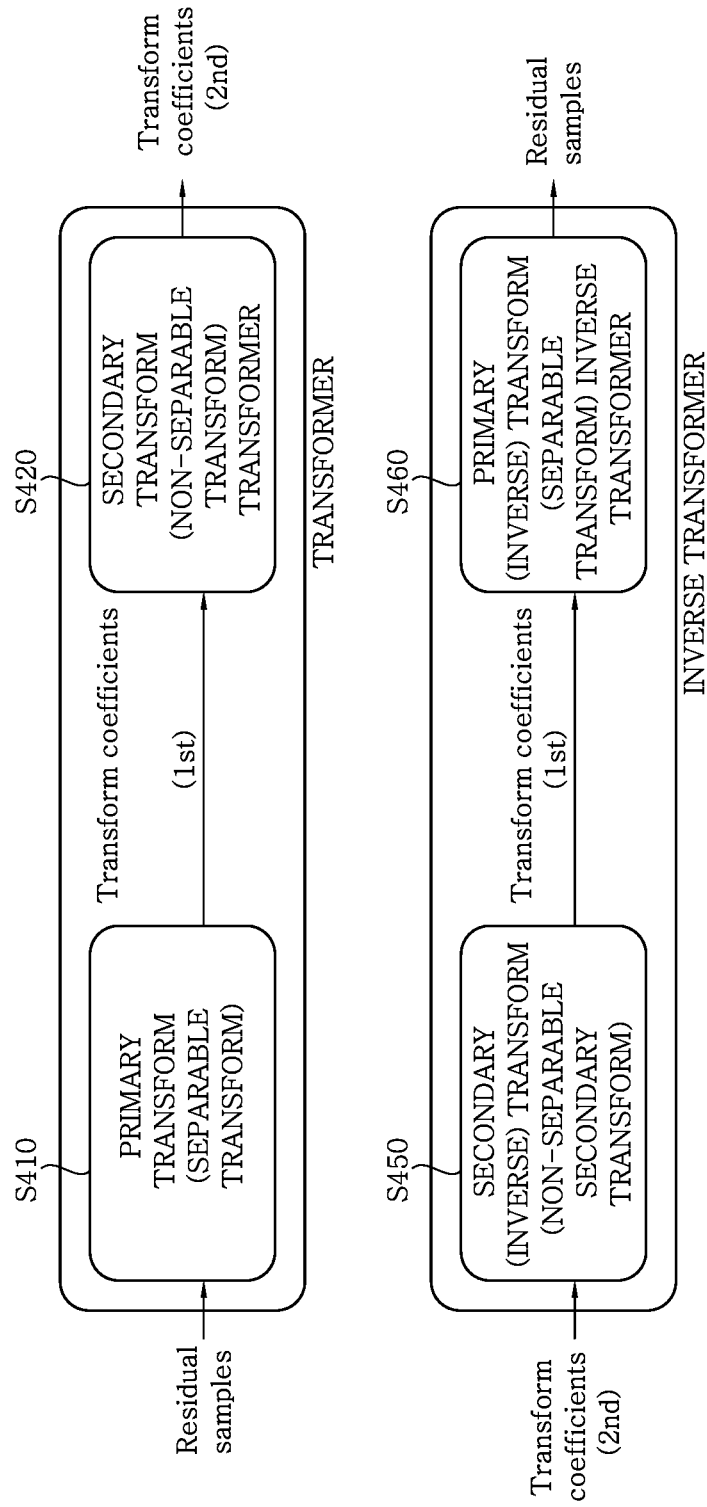 S410
S420
Residual
samples
PRIMARY
TRANSFORM
(SEPARABLE
TRANSFORM)
Transform coefficients
(1st)
SECONDARY
TRANSFORM
(NON-SEPARABLE
TRANSFORM)
TRANSFORMER
Transform
coefficients
(2nd)
TRANSFORMER
S450
S460
Transform
coefficients
(2nd)
SECONDARY
(INVERSE) TRANSFORM
(NON-SEPARABLE
SECONDARY
TRANSFORM)
Transform coefficients
(1st)
PRIMARY
(INVERSE) TRANSFORM
(SEPARABLE
TRANSFORM) INVERSE
TRANSFORMER
Residual
samples
INVERSE TRANSFORMER